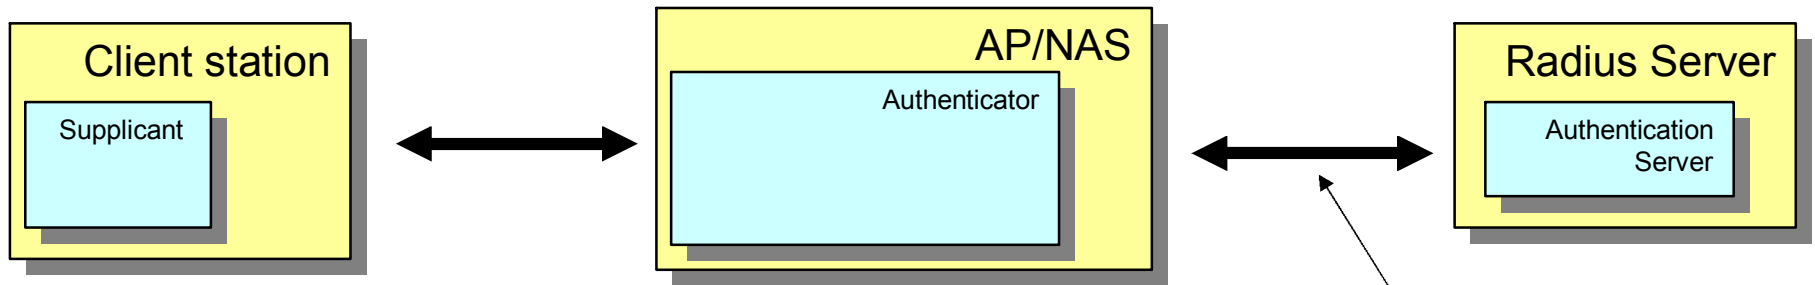 Client station
Supplicant
AP/NAS
Authenticator
Radius Server
Authentication
Server